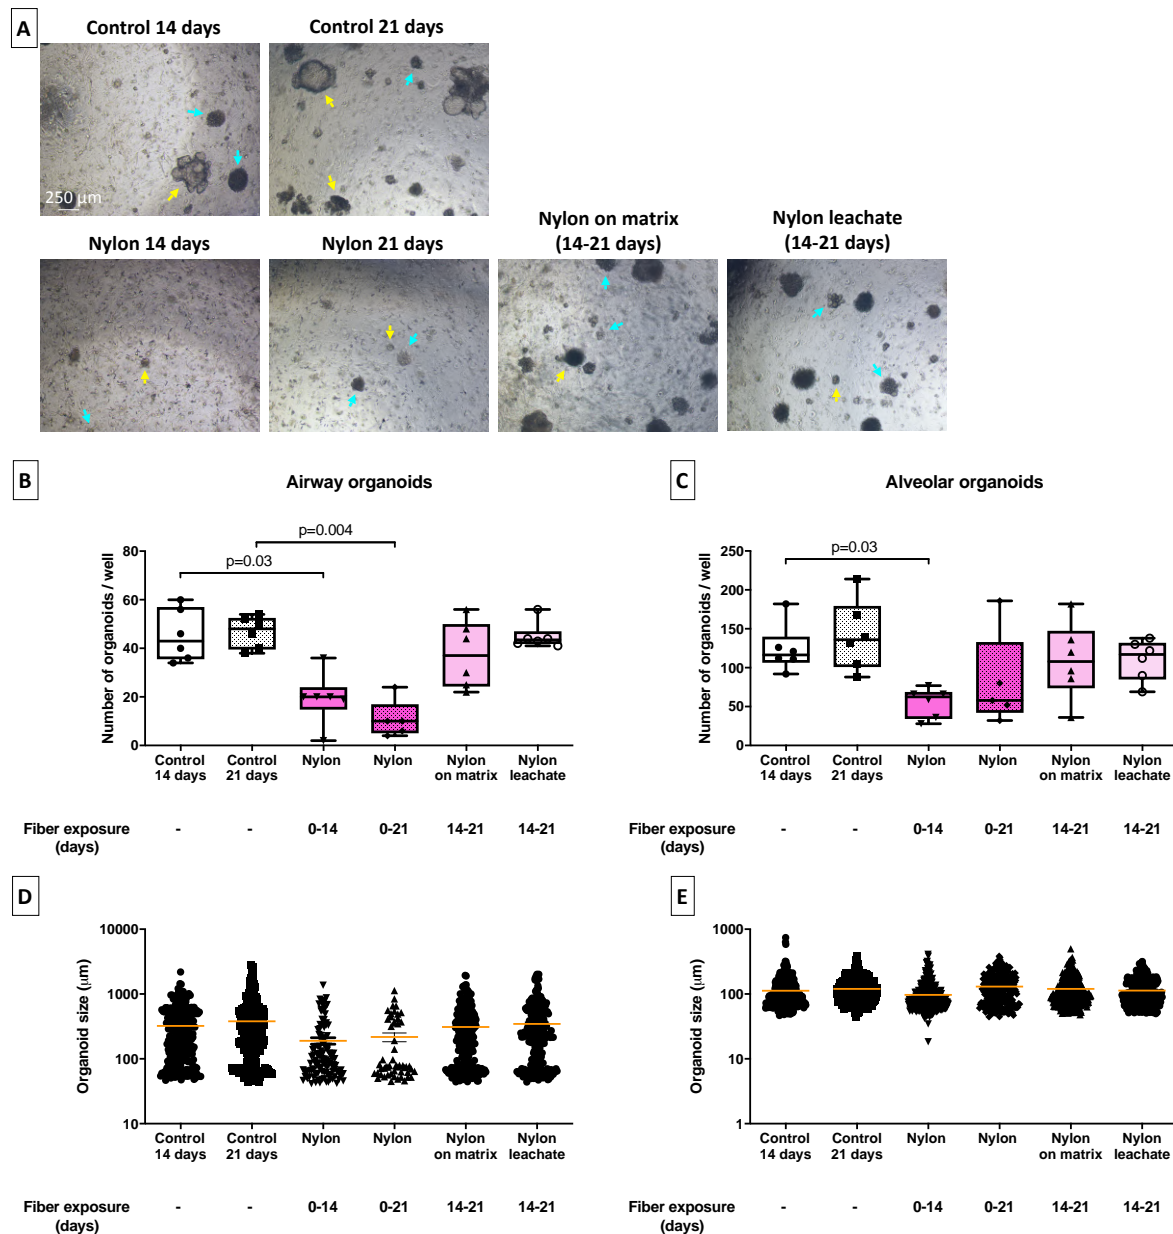 A
Control 14 days
Control 21 days
250 μm
Nylon 14 days
Nylon 21 days
Nylon on matrix
(14-21 days)
Nylon leachate
(14-21 days)
B
Airway organoids
p=0.004
p=0.03
Number of organoids / well
80
60
40
20
0
Control
14 days
Control
21 days
Nylon
Nylon
Nylon
on matrix
Nylon
leachate
Fiber exposure
(days)
-
-
0-14
0-21
14-21
14-21
C
Alveolar organoids
p=0.03
Number of organoids / well
250
200
150
100
50
0
Control
14 days
Control
21 days
Nylon
Nylon
Nylon
on matrix
Nylon
leachate
Fiber exposure
(days)
-
-
0-14
0-21
14-21
14-21
D
Organoid size (μm)
10000
1000
100
10
Control
14 days
Control
21 days
Nylon
Nylon
Nylon
on matrix
Nylon
leachate
Fiber exposure
(days)
-
-
0-14
0-21
14-21
14-21
E
Organoid size (μm)
1000
100
10
1
Control
14 days
Control
21 days
Nylon
Nylon
Nylon
on matrix
Nylon
leachate
Fiber exposure
(days)
-
-
0-14
0-21
14-21
14-21